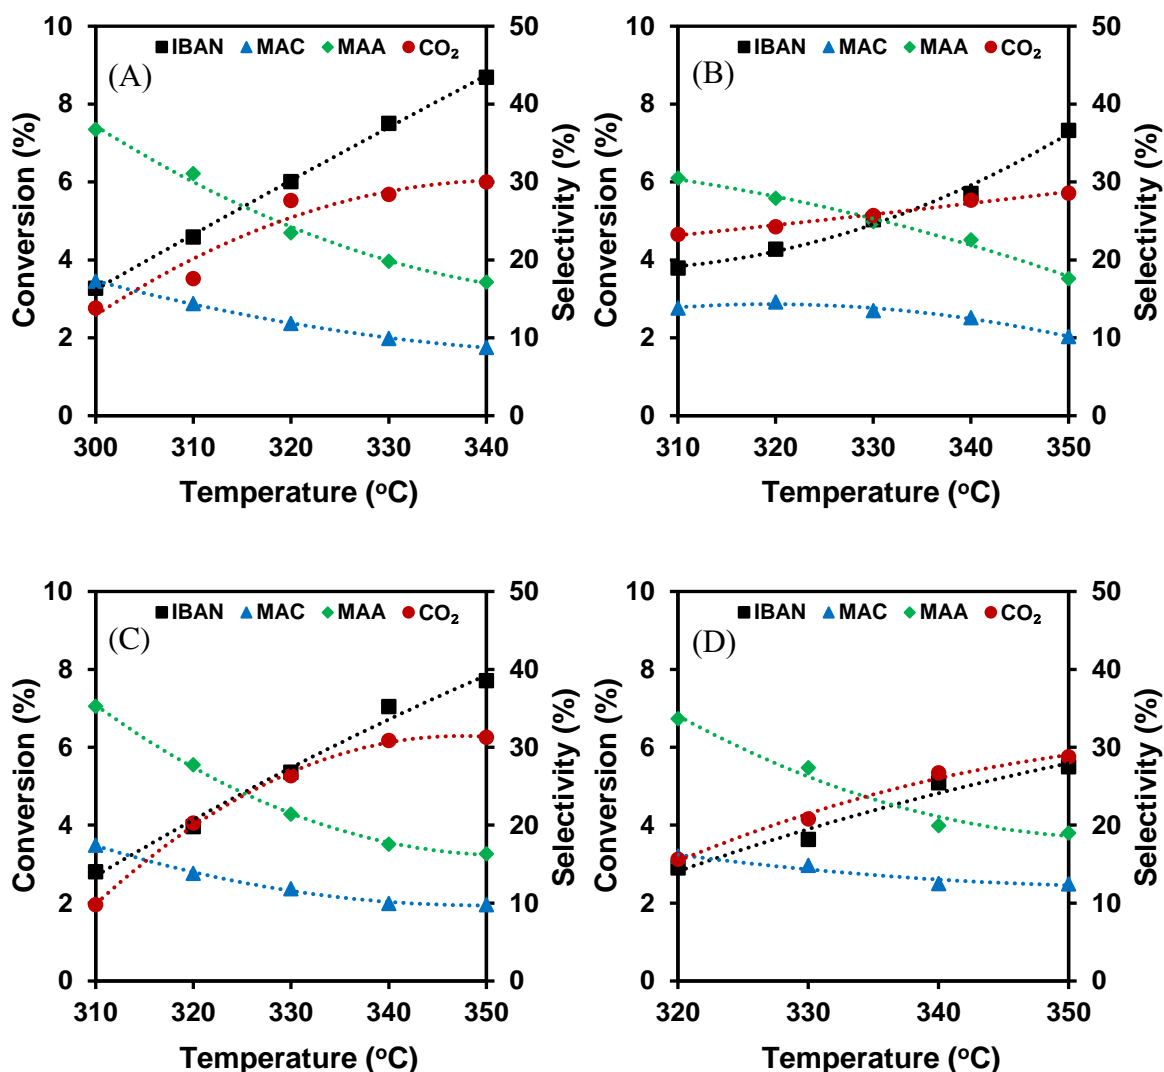 IBAN MAC MAA CO₂
(A)
Conversion (%)
10
8
6
4
2
0
50
40
30
20
10
0
Selectivity (%)
300 310 320 330 340
Temperature (oC)
IBAN MAC MAA CO₂
(B)
Conversion (%)
10
8
6
4
2
0
50
40
30
20
10
0
Selectivity (%)
310 320 330 340 350
Temperature (oC)
IBAN MAC MAA CO₂
(C)
Conversion (%)
10
8
6
4
2
0
50
40
30
20
10
0
Selectivity (%)
310 320 330 340 350
Temperature (oC)
IBAN MAC MAA CO₂
(D)
Conversion (%)
10
8
6
4
2
0
50
40
30
20
10
0
Selectivity (%)
320 330 340 350
Temperature (oC)